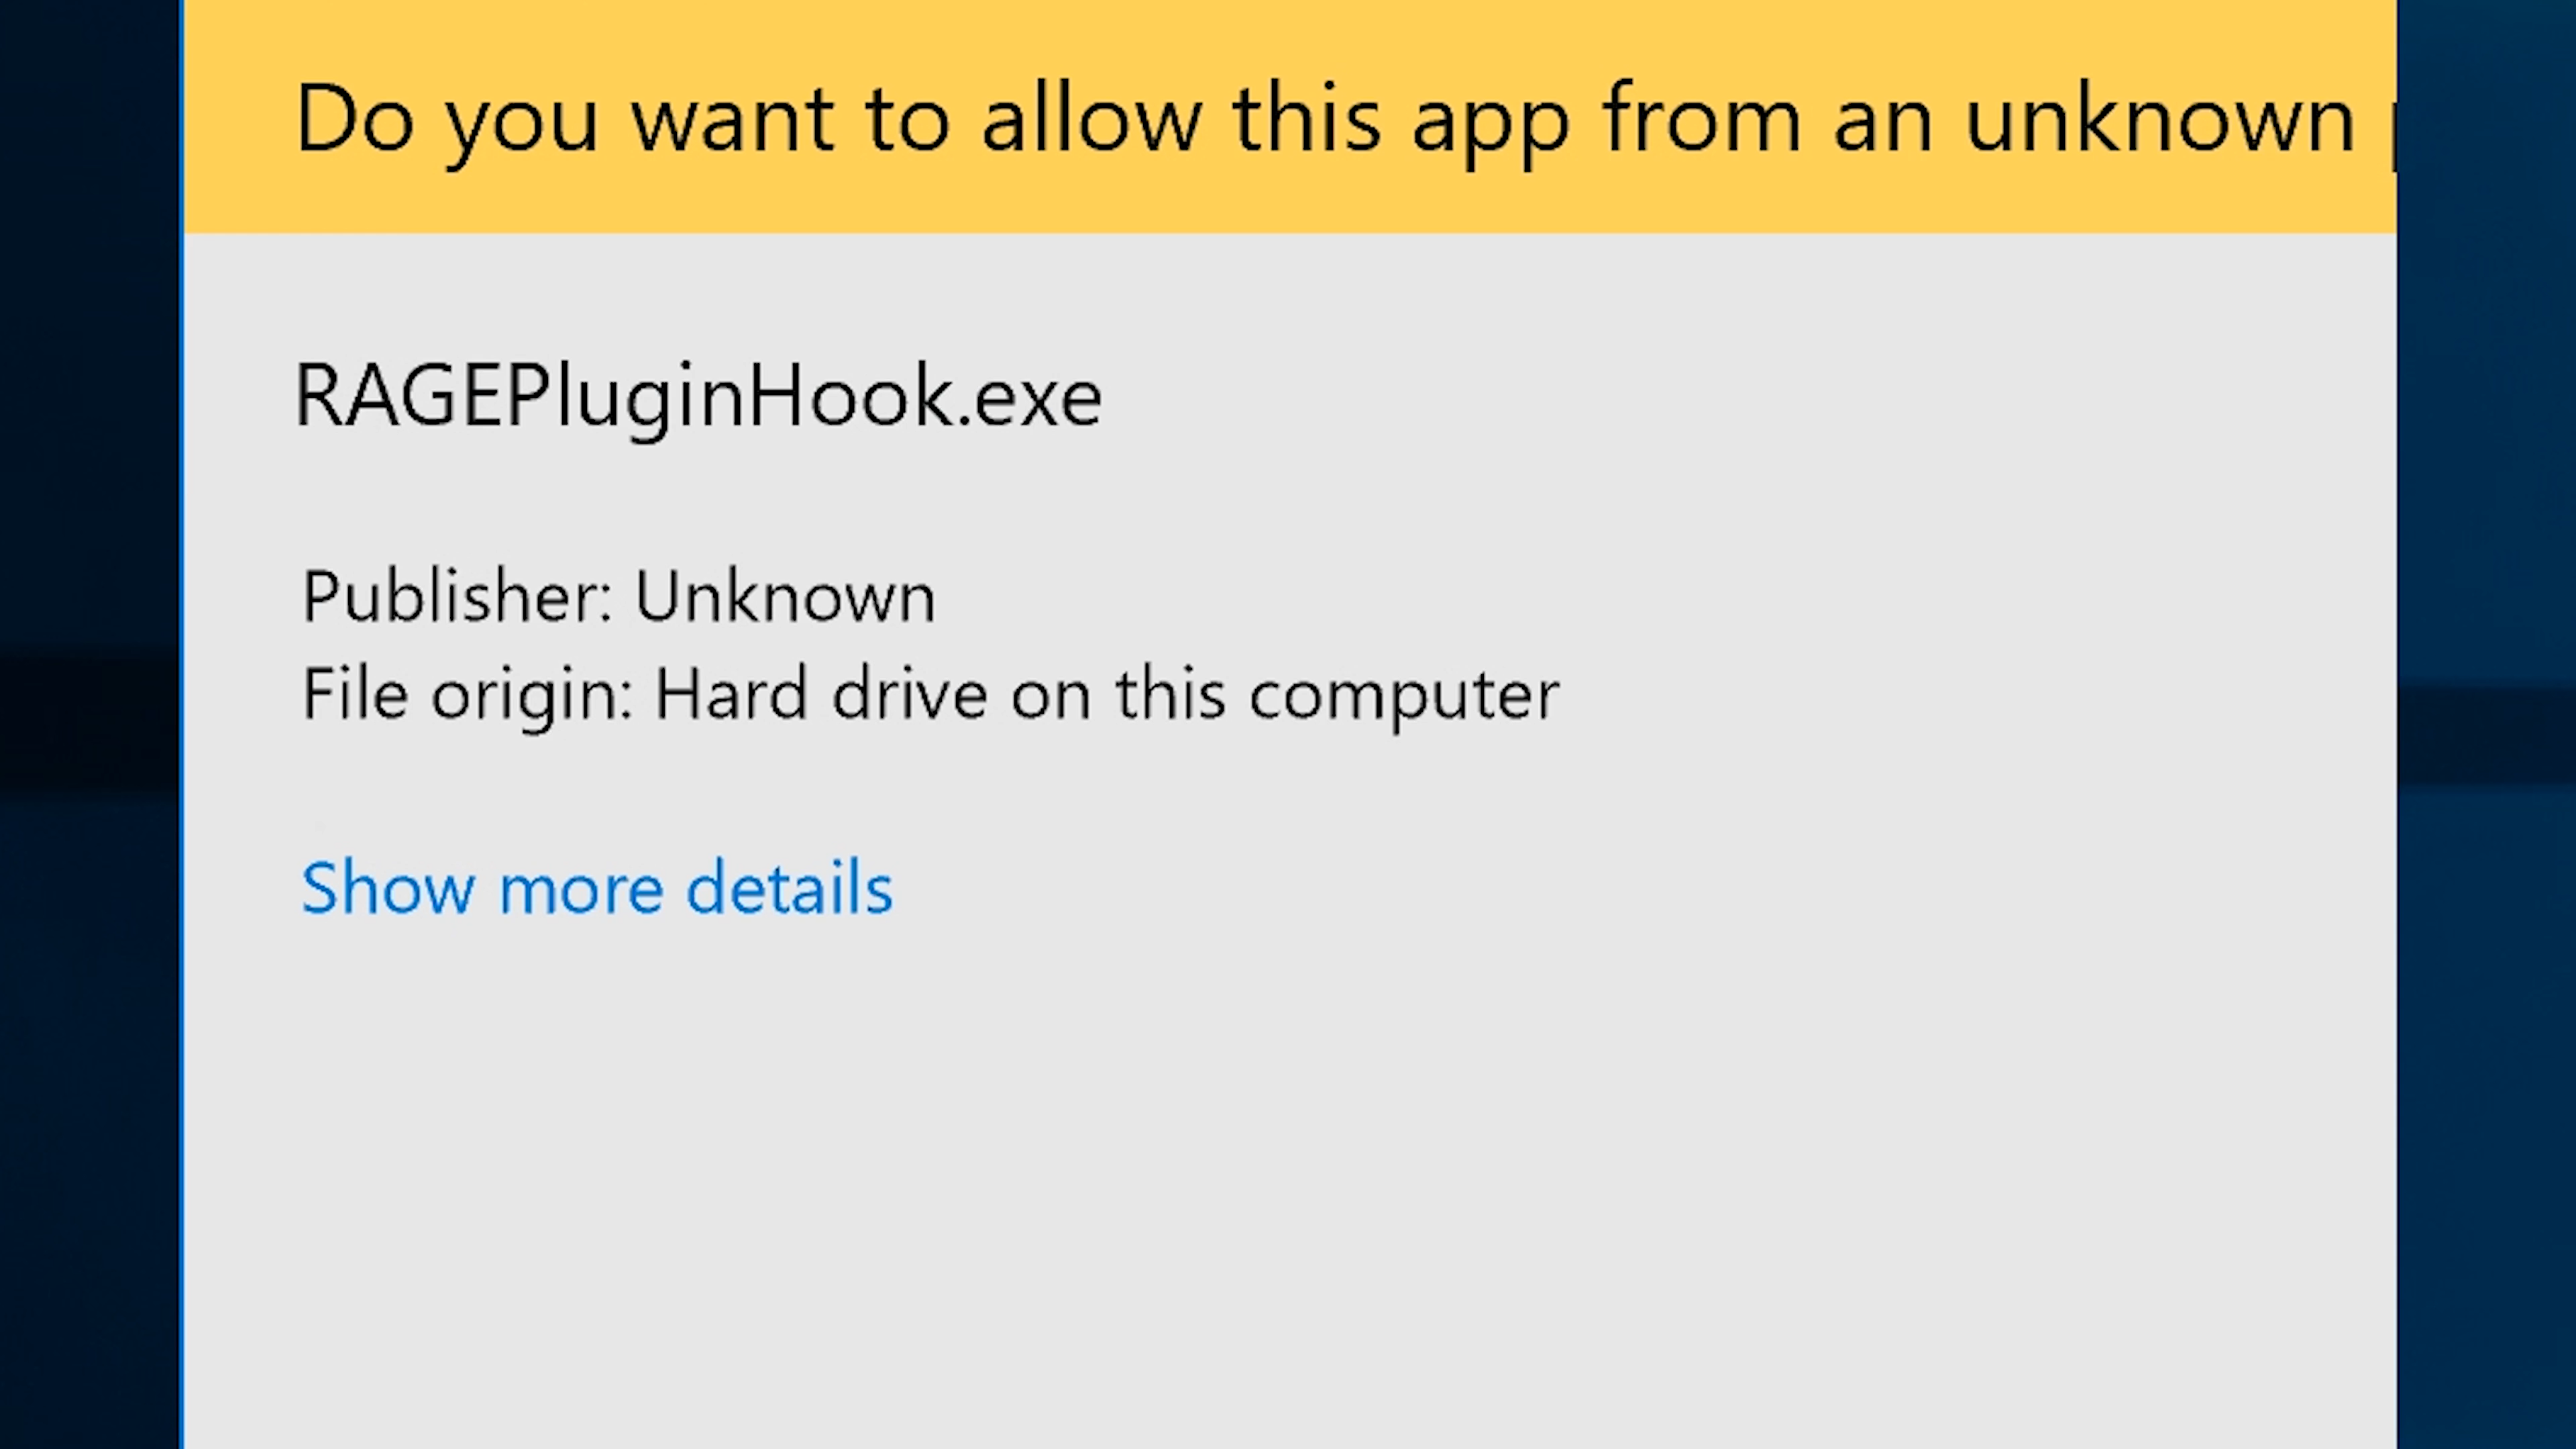 Do you want to allow this app from an unknown
RAGEPluginHook.exe
Publisher: Unknown
File origin: Hard drive on this computer
Show more details